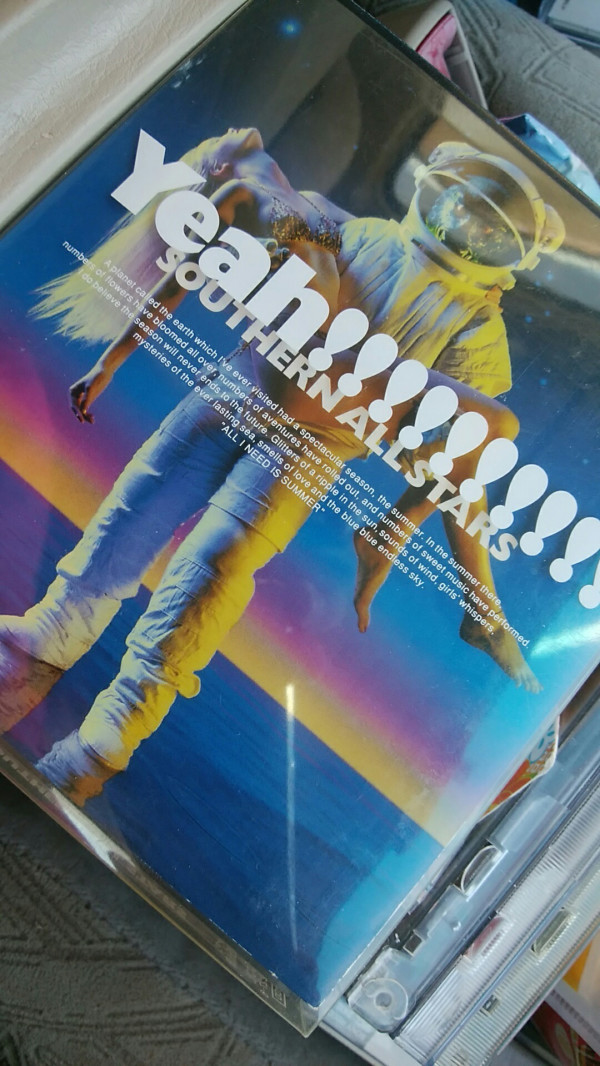 Yeah!!!!!!!!!!
SOUTHERN ALL STARS
A planet called the earth which I've ever visited had a spectacular season, the summer. In the summer there,
numbers of flowers have bloomed all over, numbers of aventures have rolled out, and numbers of sweet music have performed.
I do believe the season will never ends to the future. Glitters of a ripple in the sun, sounds of wind, girls' whispers,
mysteries of the ever lasting sea, smells of love and the blue blue endless sky.
"ALL I NEED IS SUMMER"